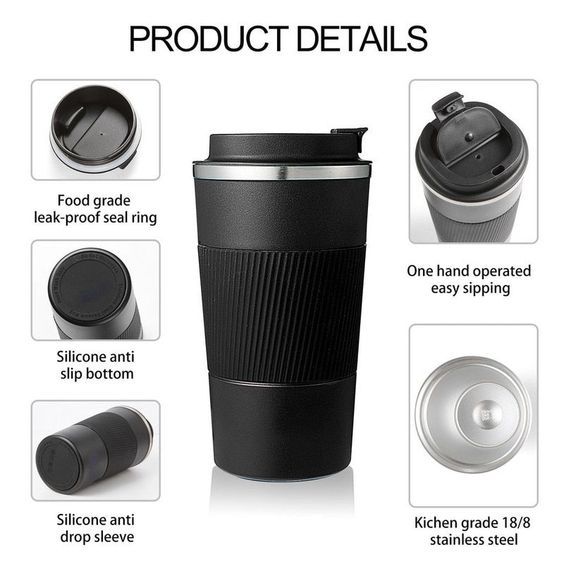 PRODUCT DETAILS
Food grade
leak-proof seal ring
Silicone anti
slip bottom
Silicone anti
drop sleeve
One hand operated
easy sipping
Kichen grade 18/8
stainless steel